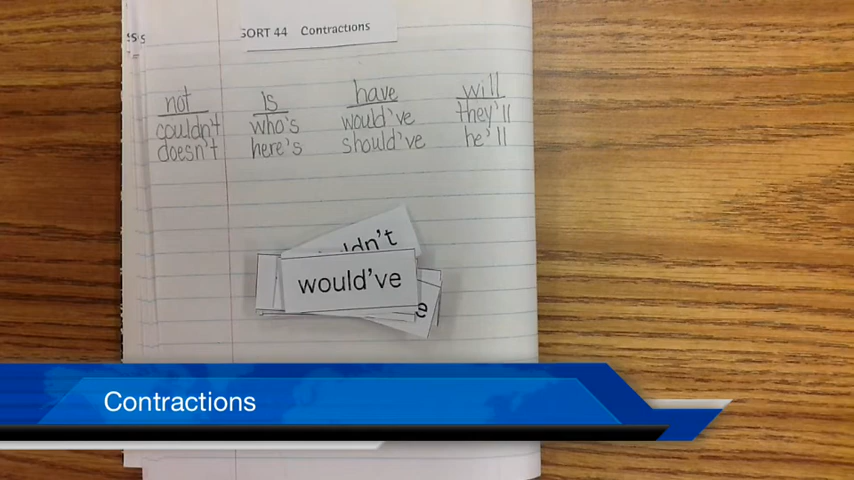 SORT 44 Contractions
not is have will
couldn't who's would've they'll
doesn't here's should've he'll
would've
Contractions